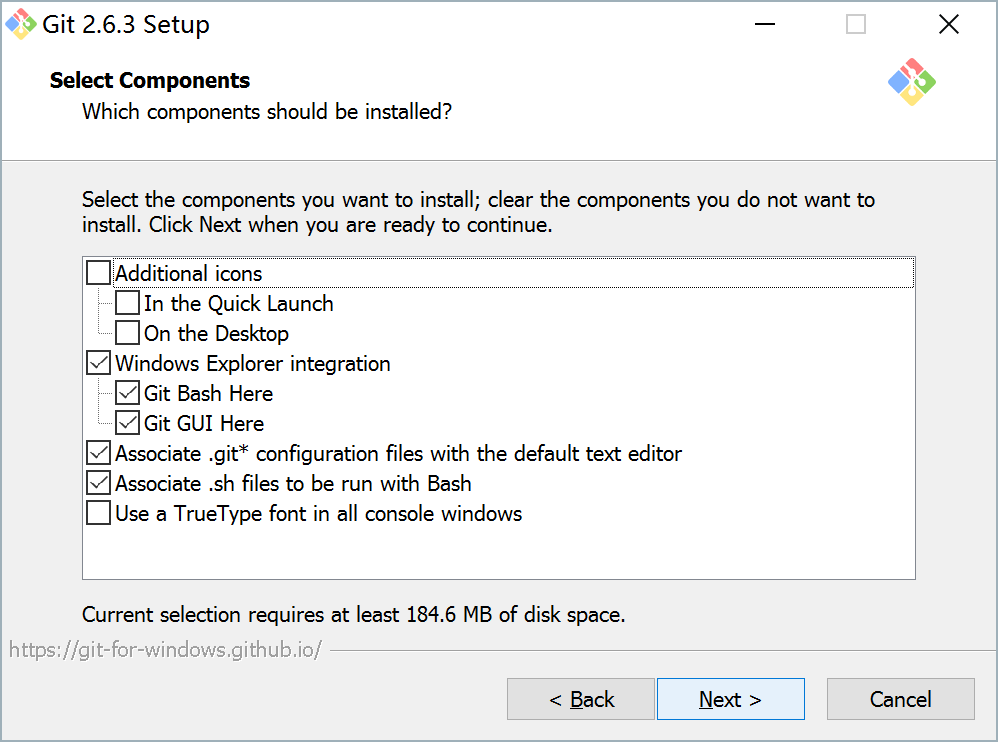 Git 2.6.3 Setup
Select Components
Which components should be installed?
Select the components you want to install; clear the components you do not want to
install. Click Next when you are ready to continue.
Additional icons
In the Quick Launch
On the Desktop
Windows Explorer integration
Git Bash Here
Git GUI Here
Associate .git* configuration files with the default text editor
Associate .sh files to be run with Bash
Use a TrueType font in all console windows
Current selection requires at least 184.6 MB of disk space.
https://git-for-windows.github.io/
< Back Next > Cancel